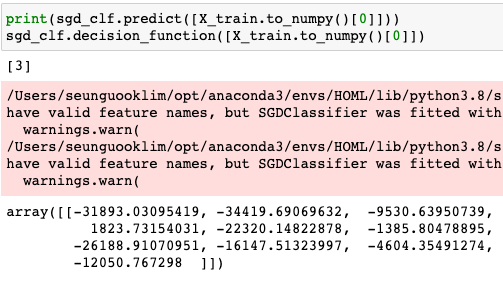 print(sgd_clf.predict([X_train.to_numpy()[0]]))
sgd_clf.decision_function([X_train.to_numpy()[0]])
[3]
/Users/seunguooklim/opt/anaconda3/envs/HOML/lib/python3.8/s
have valid feature names, but SGDClassifier was fitted with
warnings.warn(
/Users/seunguooklim/opt/anaconda3/envs/HOML/lib/python3.8/s
have valid feature names, but SGDClassifier was fitted with
warnings.warn(
array([[-31893.03095419, -34419.69069632, -9530.63950739,
1823.73154031, -22320.14822878, -1385.80478895,
-26188.91070951, -16147.51323997, -4604.35491274,
-12050.767298 ]])